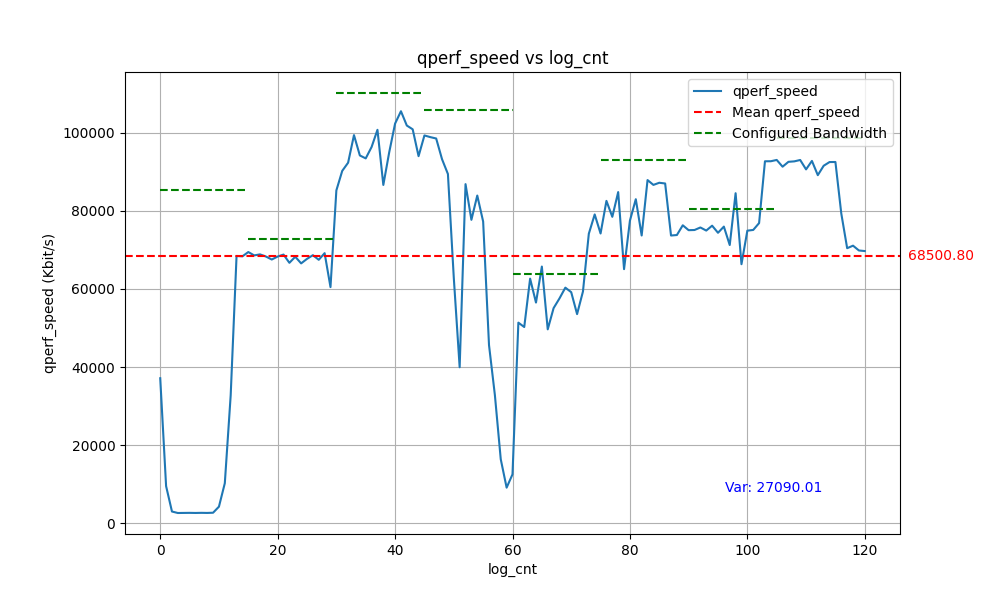 qperf_speed vs log_cnt
qperf_speed
Mean qperf_speed
Configured Bandwidth
qperf_speed (Kbit/s)
100000
80000
60000
40000
20000
0
68500.80
Var: 27090.01
0 20 40 60 80 100 120
log_cnt